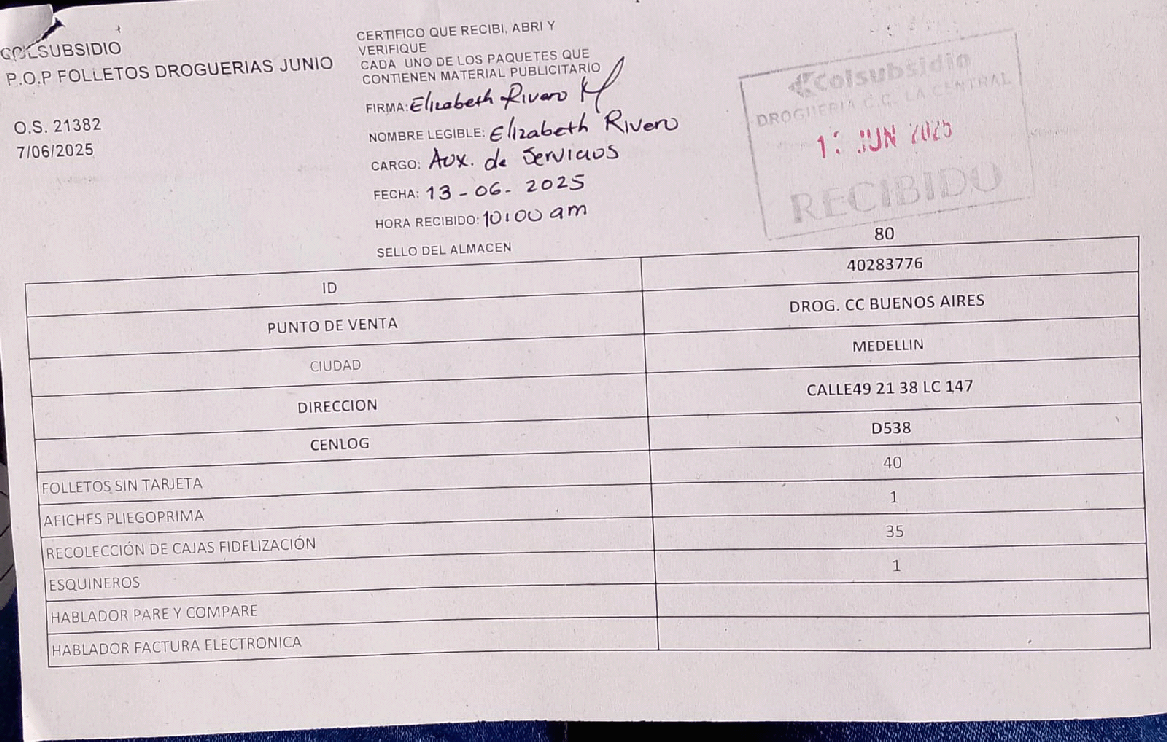 COLSUBSIDIO
P.O.P FOLLETOS DROGUERIAS JUNIO
O.S. 21382
7/06/2025
CERTIFICO QUE RECIBI, ABRI Y
VERIFIQUE
CADA UNO DE LOS PAQUETES QUE
CONTIENEN MATERIAL PUBLICITARIO
FIRMA: Elizabeth Rivero M
NOMBRE LEGIBLE: Elizabeth Rivero
CARGO: Aux. de Servicios
FECHA: 13-06-2025
HORA RECIBIDO: 10:00 am
SELLO DEL ALMACEN
Colsubsidio
DROGUERIA C.C. LA CENTRAL
JUN 2025
RECIBIDO
80
ID 40283776
PUNTO DE VENTA DROG. CC BUENOS AIRES
CIUDAD MEDELLIN
DIRECCION CALLE49 21 38 LC 147
CENLOG D538
FOLLETOS SIN TARJETA 40
AFICHES PLIEGOPRIMA 1
RECOLECCIÓN DE CAJAS FIDELIZACIÓN 35
ESQUINEROS 1
HABLADOR PARE Y COMPARE
HABLADOR FACTURA ELECTRONICA